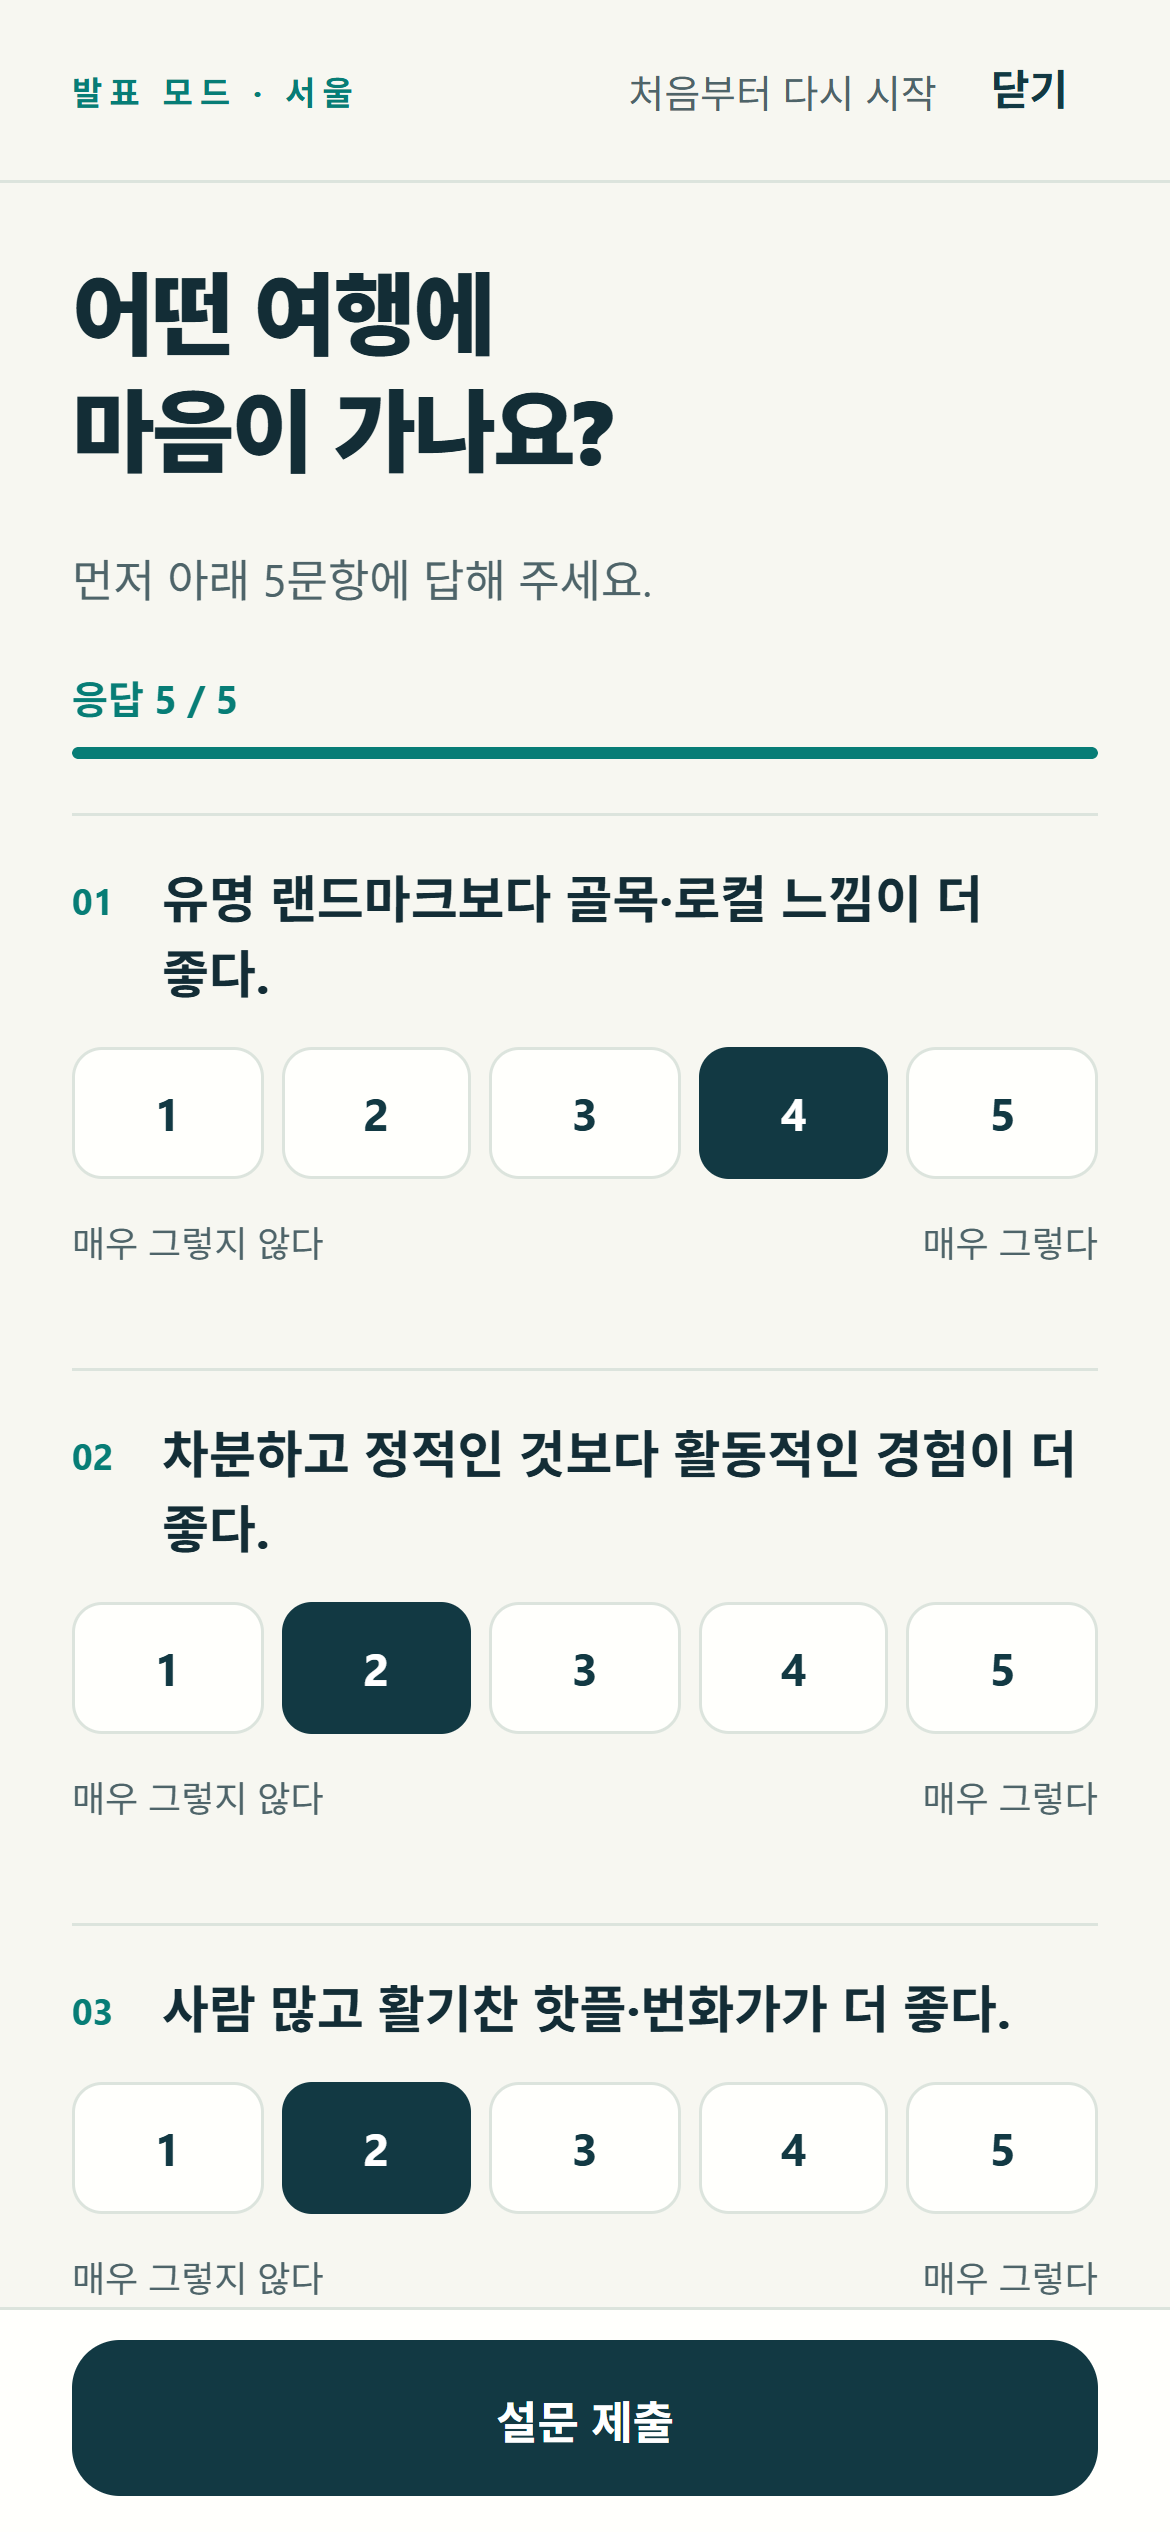 발표 모드 · 서울
처음부터 다시 시작
닫기
어떤 여행에
마음이 가나요?
먼저 아래 5문항에 답해 주세요.
응답 5 / 5
01 유명 랜드마크보다 골목·로컬 느낌이 더
좋다.
1 2 3 4 5
매우 그렇지 않다 매우 그렇다
02 차분하고 정적인 것보다 활동적인 경험이 더
좋다.
1 2 3 4 5
매우 그렇지 않다 매우 그렇다
03 사람 많고 활기찬 핫플·번화가가 더 좋다.
1 2 3 4 5
매우 그렇지 않다 매우 그렇다
설문 제출